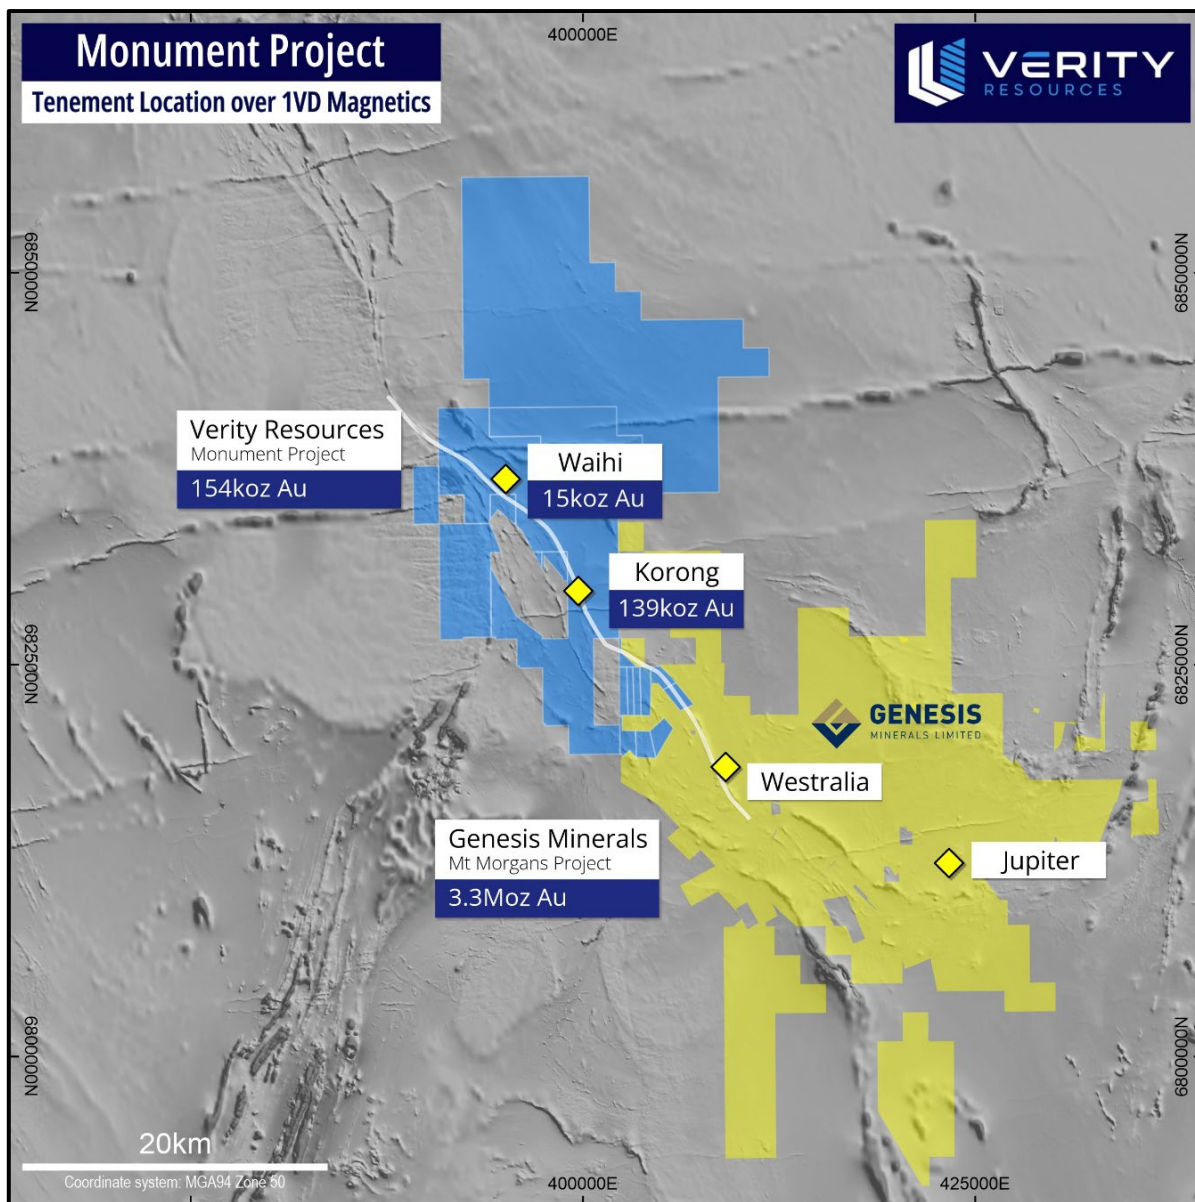 Monument Project
Tenement Location over 1VD Magnetics
400000E
VERITY
RESOURCES
6850000N
6850000N
Verity Resources
Monument Project
154koz Au
Waihi
15koz Au
Korong
139koz Au
6825000N
6825000N
GENESIS
MINERALS LIMITED
Westralia
Genesis Minerals
Mt Morgans Project
3.3Moz Au
Jupiter
6800000N
6800000N
20km
Coordinate system: MGA94 Zone 50
400000E
425000E